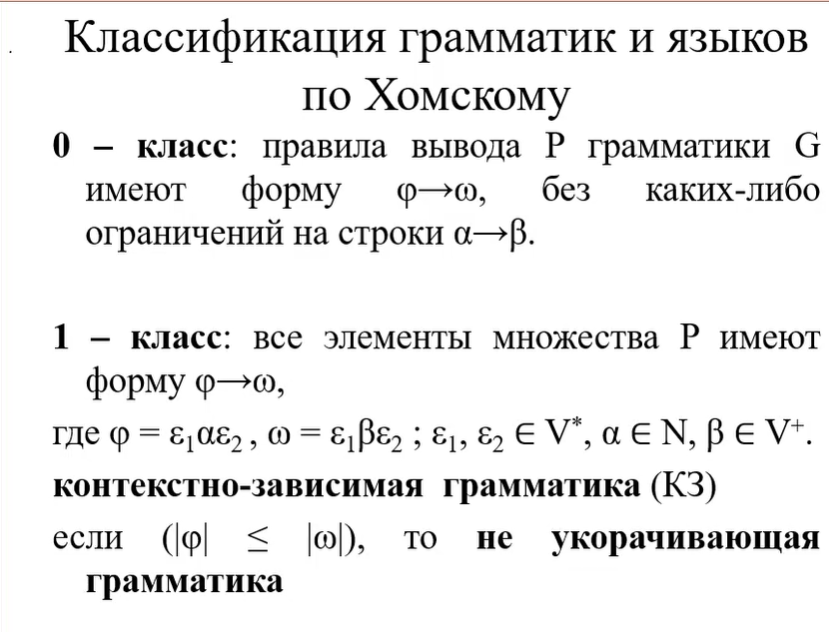 Классификация грамматик и языков
по Хомскому
0 – класс: правила вывода P грамматики G
имеют форму φ→ω, без каких-либо
ограничений на строки α→β.
1 – класс: все элементы множества P имеют
форму φ→ω,
где φ = ε₁αε₂ , ω = ε₁βε₂ ; ε₁, ε₂ ∈ V*, α ∈ N, β ∈ V⁺.
контекстно-зависимая грамматика (КЗ)
если (|φ| ≤ |ω|), то не укорачивающая
грамматика